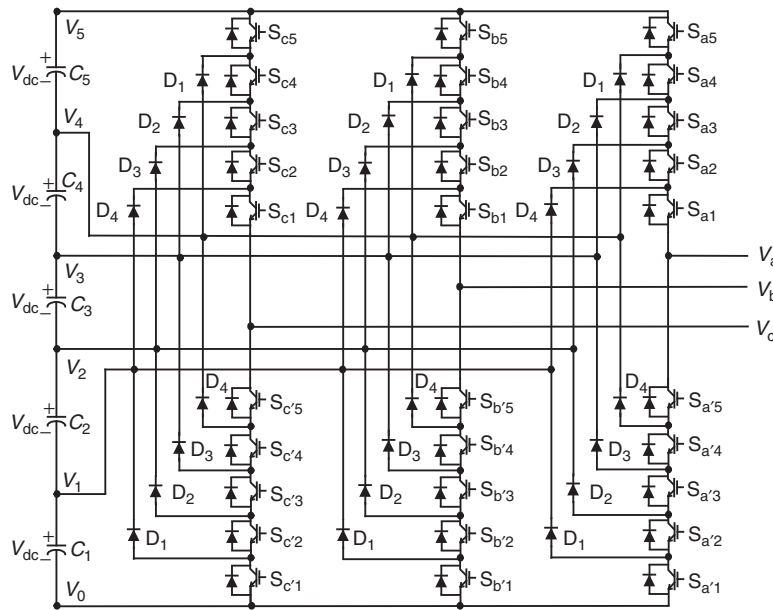 V5 Sc5 Sb5 Sa5
+
Vdc − C5 D1 Sc4 D1 Sb4 D1 Sa4
V4 D2 Sc3 D2 Sb3 D2 Sa3
D3 Sc2 D3 Sb2 D3 Sa2
+
Vdc − C4 D4 Sc1 D4 Sb1 D4 Sa1
V3 Va
+
Vdc − C3 Vb
Vc
V2
+
Vdc − C2 D4 Sc′5 D4 Sb′5 D4 Sa′5
D3 Sc′4 D3 Sb′4 D3 Sa′4
V1 D2 Sc′3 D2 Sb′3 D2 Sa′3
+
Vdc − C1 D1 Sc′2 D1 Sb′2 D1 Sa′2
V0 Sc′1 Sb′1 Sa′1